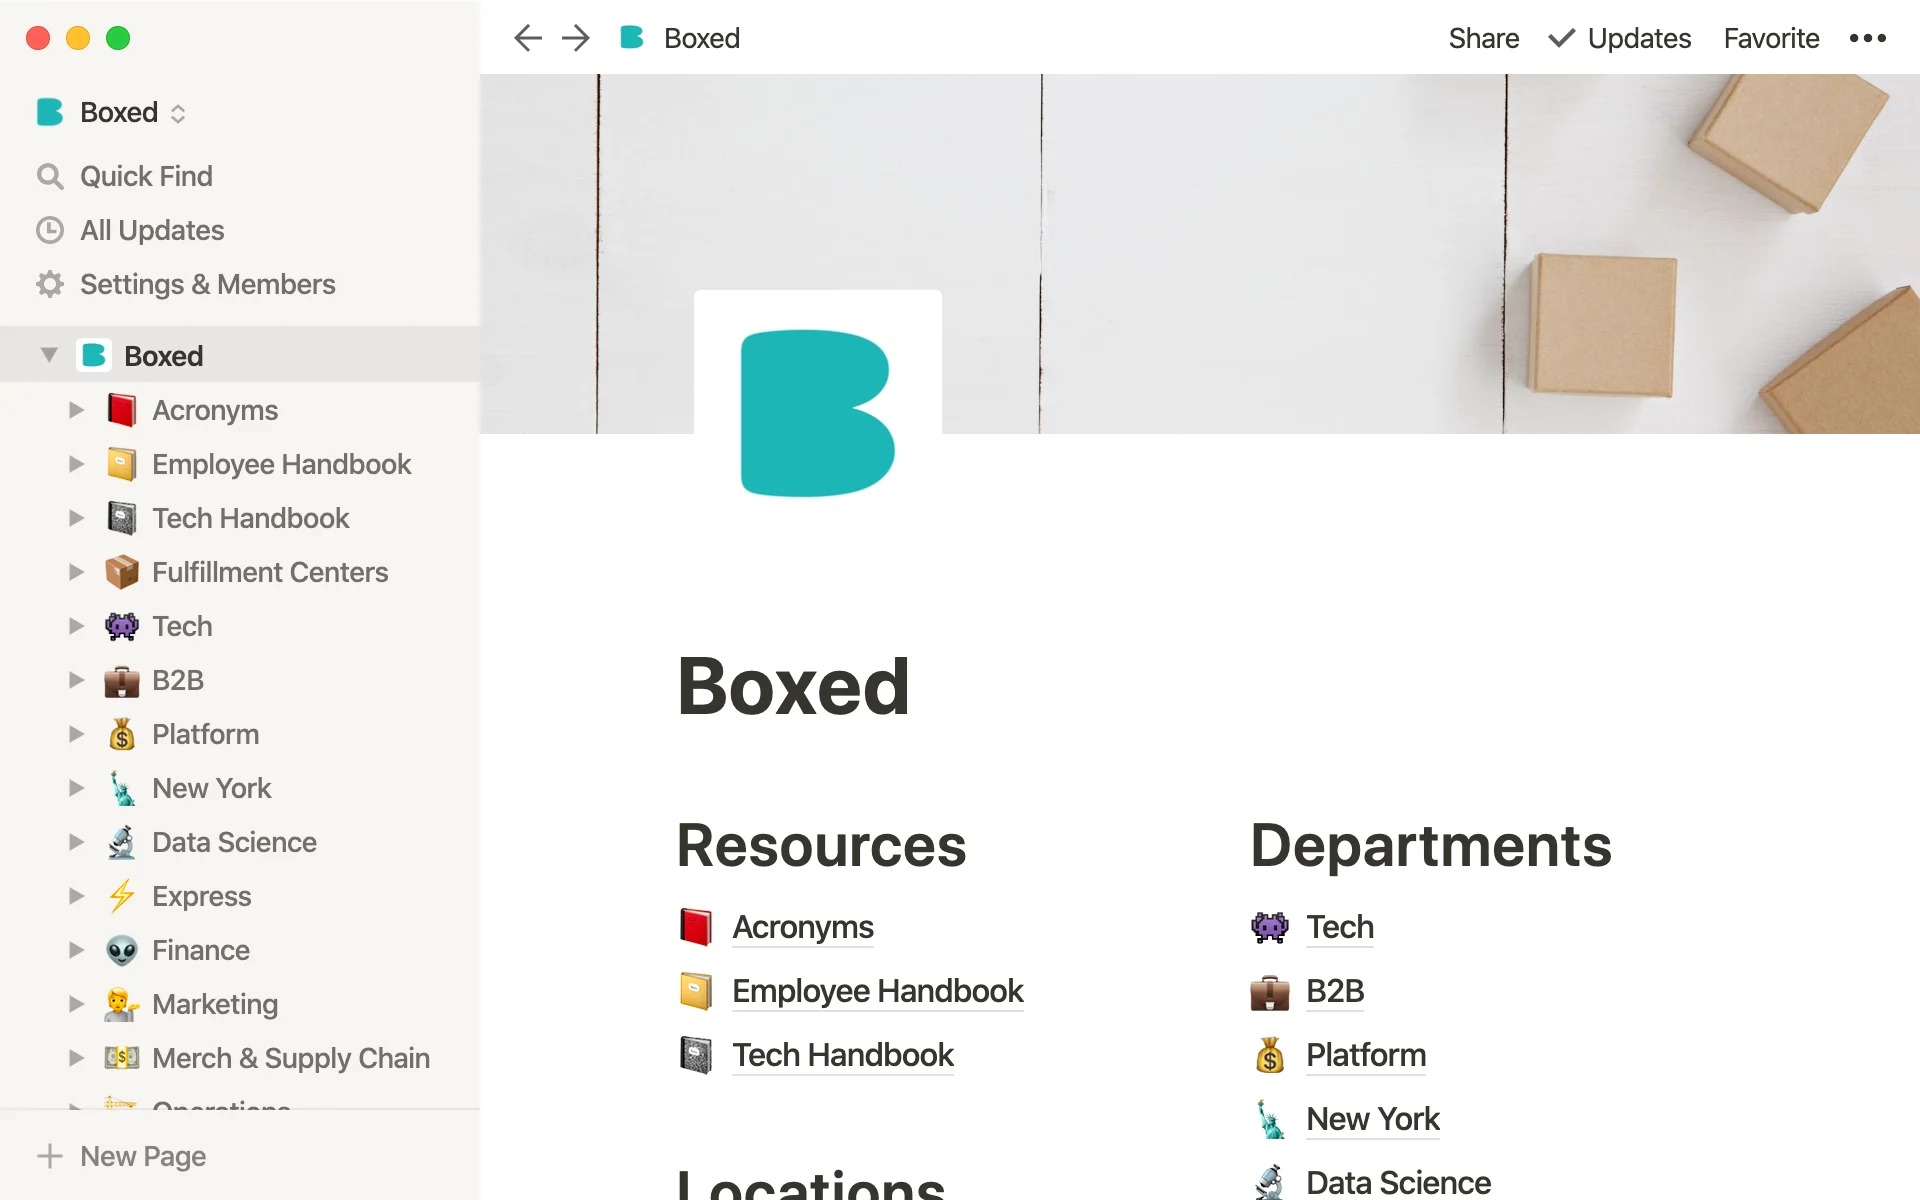 Boxed
Share
Updates
Favorite
Boxed
Quick Find
All Updates
Settings & Members
Boxed
Acronyms
Employee Handbook
Tech Handbook
Fulfillment Centers
Tech
B2B
Platform
New York
Data Science
Express
Finance
Marketing
Merch & Supply Chain
Operations
New Page
Boxed
Resources
Acronyms
Employee Handbook
Tech Handbook
Locations
Departments
Tech
B2B
Platform
New York
Data Science